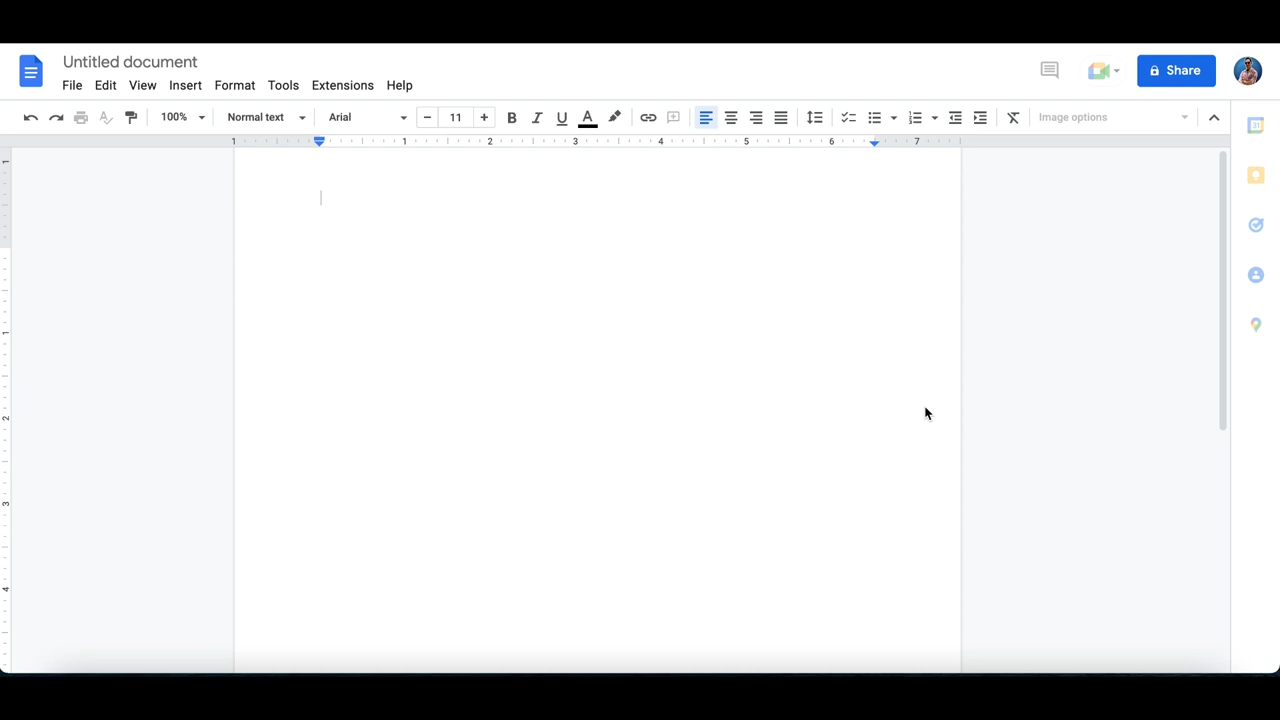 Untitled document
Share
File Edit View Insert Format Tools Extensions Help
100% Normal text Arial − 11 + B I U A Image options
1 1 2 3 4 5 6 7
31
1
1
2
3
4